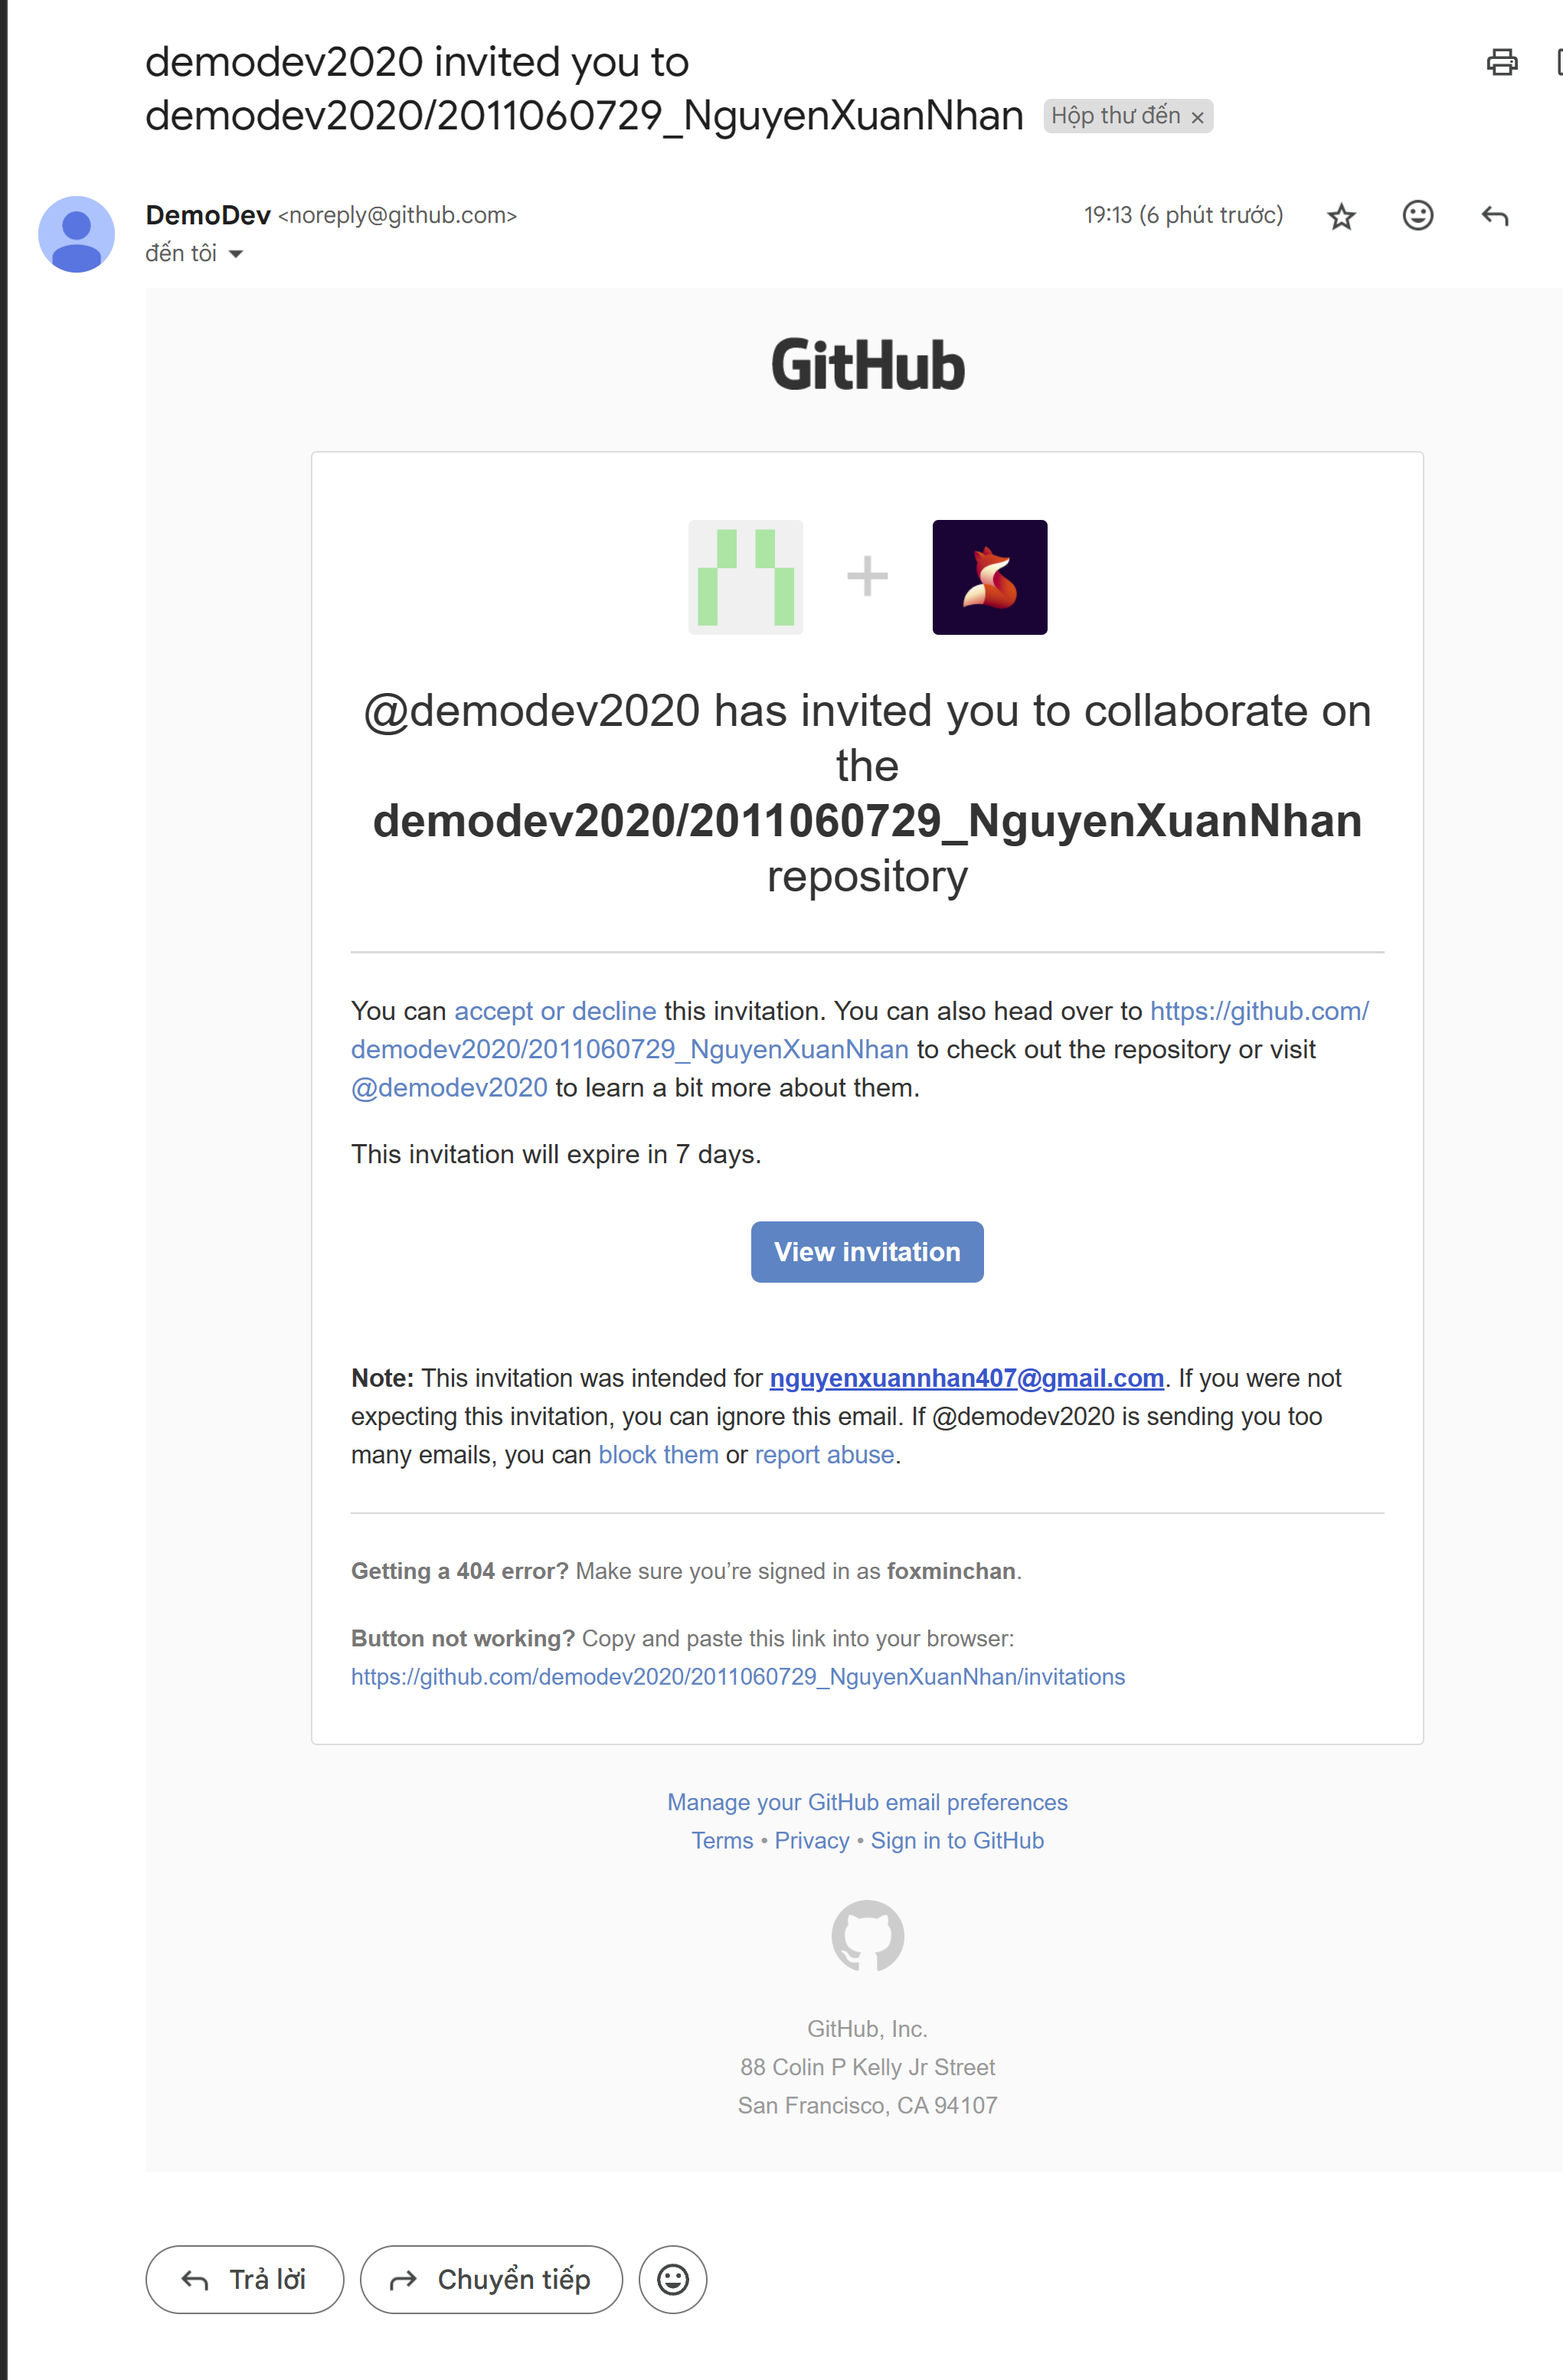 demodev2020 invited you to
demodev2020/2011060729_NguyenXuanNhan Hộp thư đến ×
DemoDev <noreply@github.com>
19:13 (6 phút trước)
đến tôi
GitHub
@demodev2020 has invited you to collaborate on
the
demodev2020/2011060729_NguyenXuanNhan
repository
You can accept or decline this invitation. You can also head over to https://github.com/
demodev2020/2011060729_NguyenXuanNhan to check out the repository or visit
@demodev2020 to learn a bit more about them.
This invitation will expire in 7 days.
View invitation
Note: This invitation was intended for nguyenxuannhan407@gmail.com. If you were not
expecting this invitation, you can ignore this email. If @demodev2020 is sending you too
many emails, you can block them or report abuse.
Getting a 404 error? Make sure you’re signed in as foxminchan.
Button not working? Copy and paste this link into your browser:
https://github.com/demodev2020/2011060729_NguyenXuanNhan/invitations
Manage your GitHub email preferences
Terms • Privacy • Sign in to GitHub
GitHub, Inc.
88 Colin P Kelly Jr Street
San Francisco, CA 94107
Trả lời
Chuyển tiếp